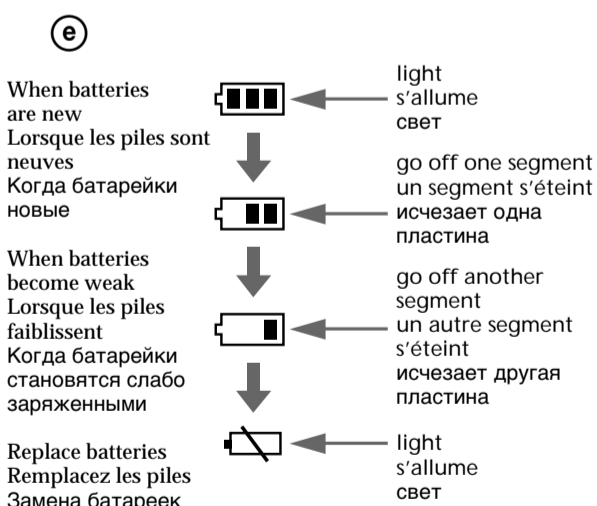 e
When batteries
are new
Lorsque les piles sont
neuves
Когда батарейки
новые
light
s'allume
свет
go off one segment
un segment s'éteint
исчезает одна
пластина
When batteries
become weak
Lorsque les piles
faiblissent
Когда батарейки
становятся слабо
заряженными
go off another
segment
un autre segment
s'éteint
исчезает другая
пластина
Replace batteries
Remplacez les piles
Замена батареек
light
s'allume
свет